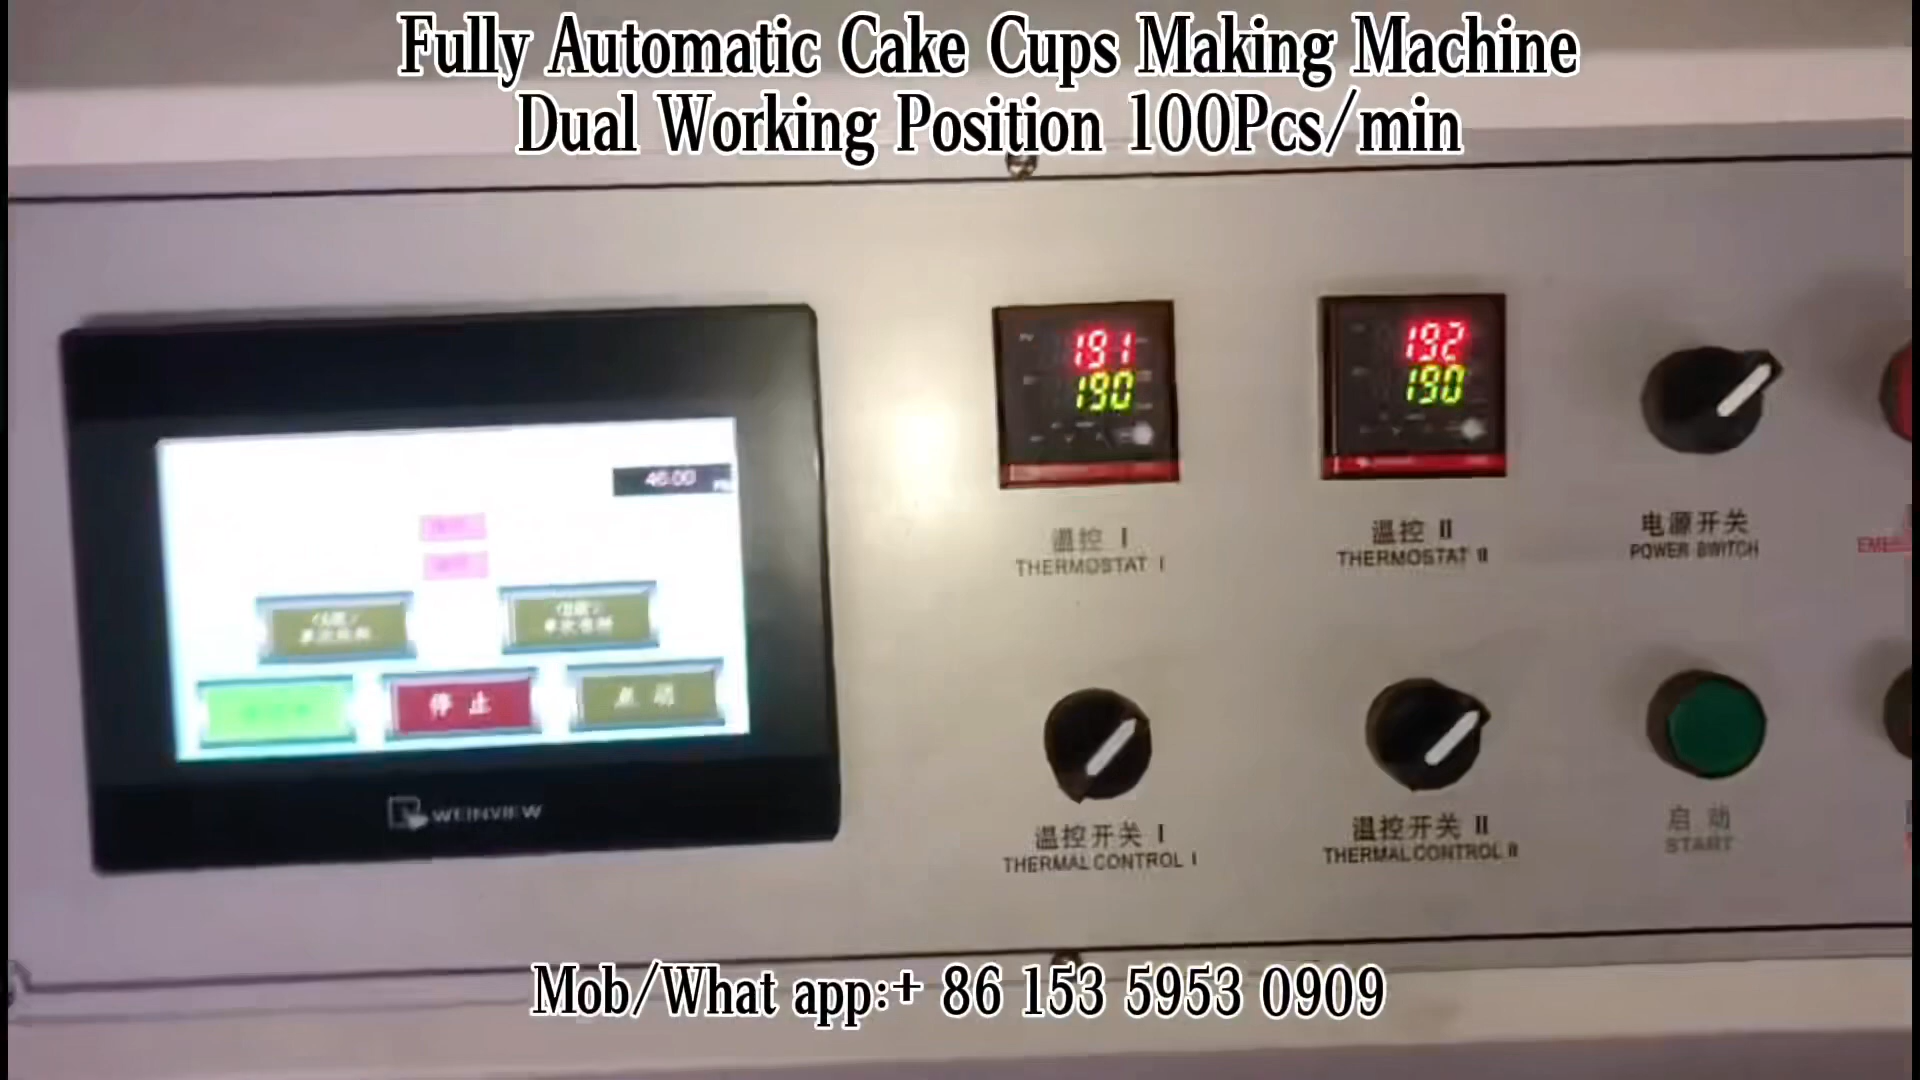 Fully Automatic Cake Cups Making Machine
Dual Working Position 100Pcs/min
191
190
192
190
46.00
温控 I
THERMOSTAT I
温控 II
THERMOSTAT II
电源开关
POWER SWITCH
停止
点动
WEINVIEW
温控开关 I
THERMAL CONTROL I
温控开关 II
THERMAL CONTROL II
启动
START
Mob/What app:+ 86 153 5953 0909